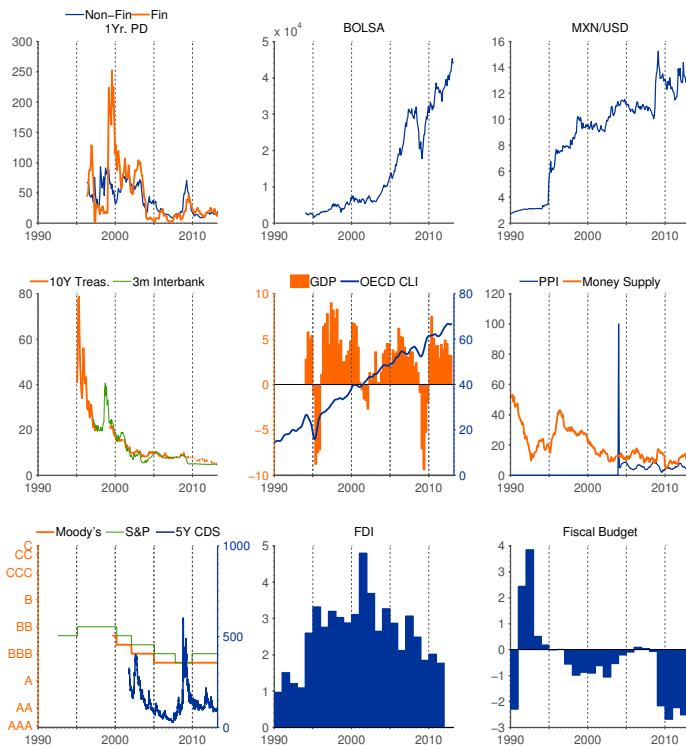 Non-Fin Fin
1Yr. PD
300
250
200
150
100
50
0
1990 2000 2010
BOLSA
x 10⁴
5
4
3
2
1
0
1990 2000 2010
MXN/USD
16
14
12
10
8
6
4
2
1990 2000 2010
10Y Treas. 3m Interbank
80
60
40
20
0
1990 2000 2010
GDP OECD CLI
10
5
0
−5
−10
80
60
40
20
0
1990 2000 2010
PPI Money Supply
120
100
80
60
40
20
0
1990 2000 2010
Moody's S&P 5Y CDS
C
CC
CCC
B
BB
BBB
A
AA
AAA
1000
500
0
1990 2000 2010
FDI
5
4
3
2
1
0
1990 2000 2010
Fiscal Budget
4
3
2
1
0
−1
−2
−3
1990 2000 2010